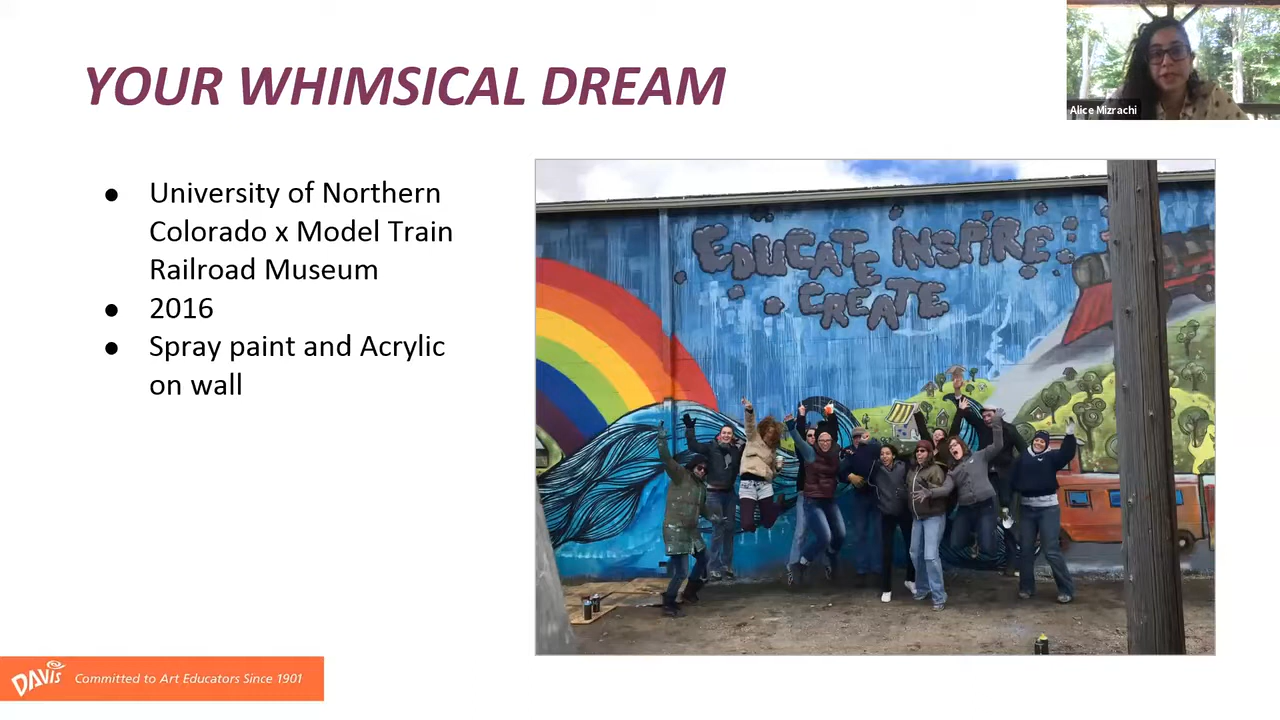 YOUR WHIMSICAL DREAM
Alice Mizrachi
● University of Northern
Colorado x Model Train
Railroad Museum
● 2016
● Spray paint and Acrylic
on wall
EDUCATE INSPIRE
CREATE
DAVIS Committed to Art Educators Since 1901